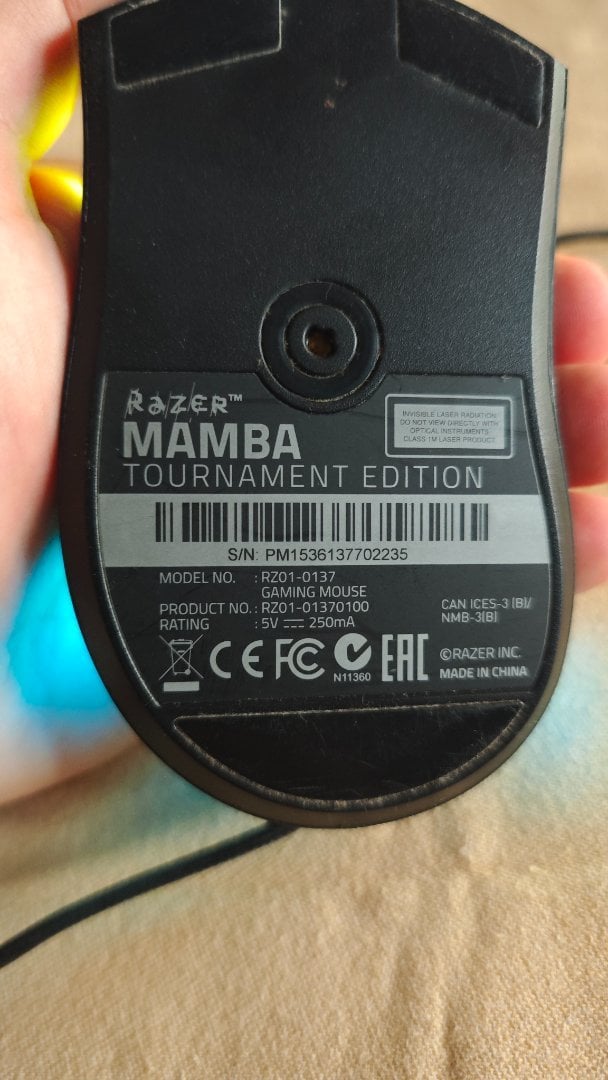 RAZER™
MAMBA
TOURNAMENT EDITION
INVISIBLE LASER RADIATION
DO NOT VIEW DIRECTLY WITH
OPTICAL INSTRUMENTS
CLASS 1M LASER PRODUCT
S/N: PM1536137702235
MODEL NO. : RZ01-0137
GAMING MOUSE
PRODUCT NO. : RZ01-01370100
RATING : 5V ⎓ 250mA
CAN ICES-3 (B)/
NMB-3(B)
CE FC N11360 EAC
©RAZER INC.
MADE IN CHINA